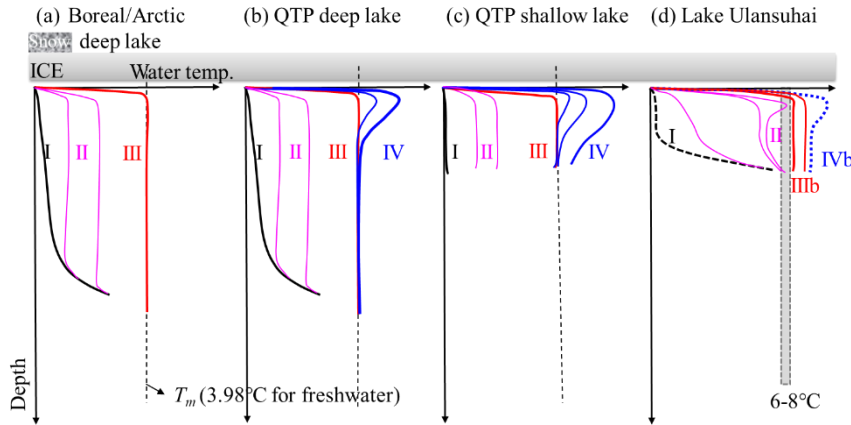 (a) Boreal/Arctic
deep lake
(b) QTP deep lake
(c) QTP shallow lake
(d) Lake Ulansuhai
Snow
ICE
Water temp.
I
II
III
I
II
III
IV
I
II
III
IV
I
II
IIIb
IVb
Depth
Tm (3.98°C for freshwater)
6-8°C